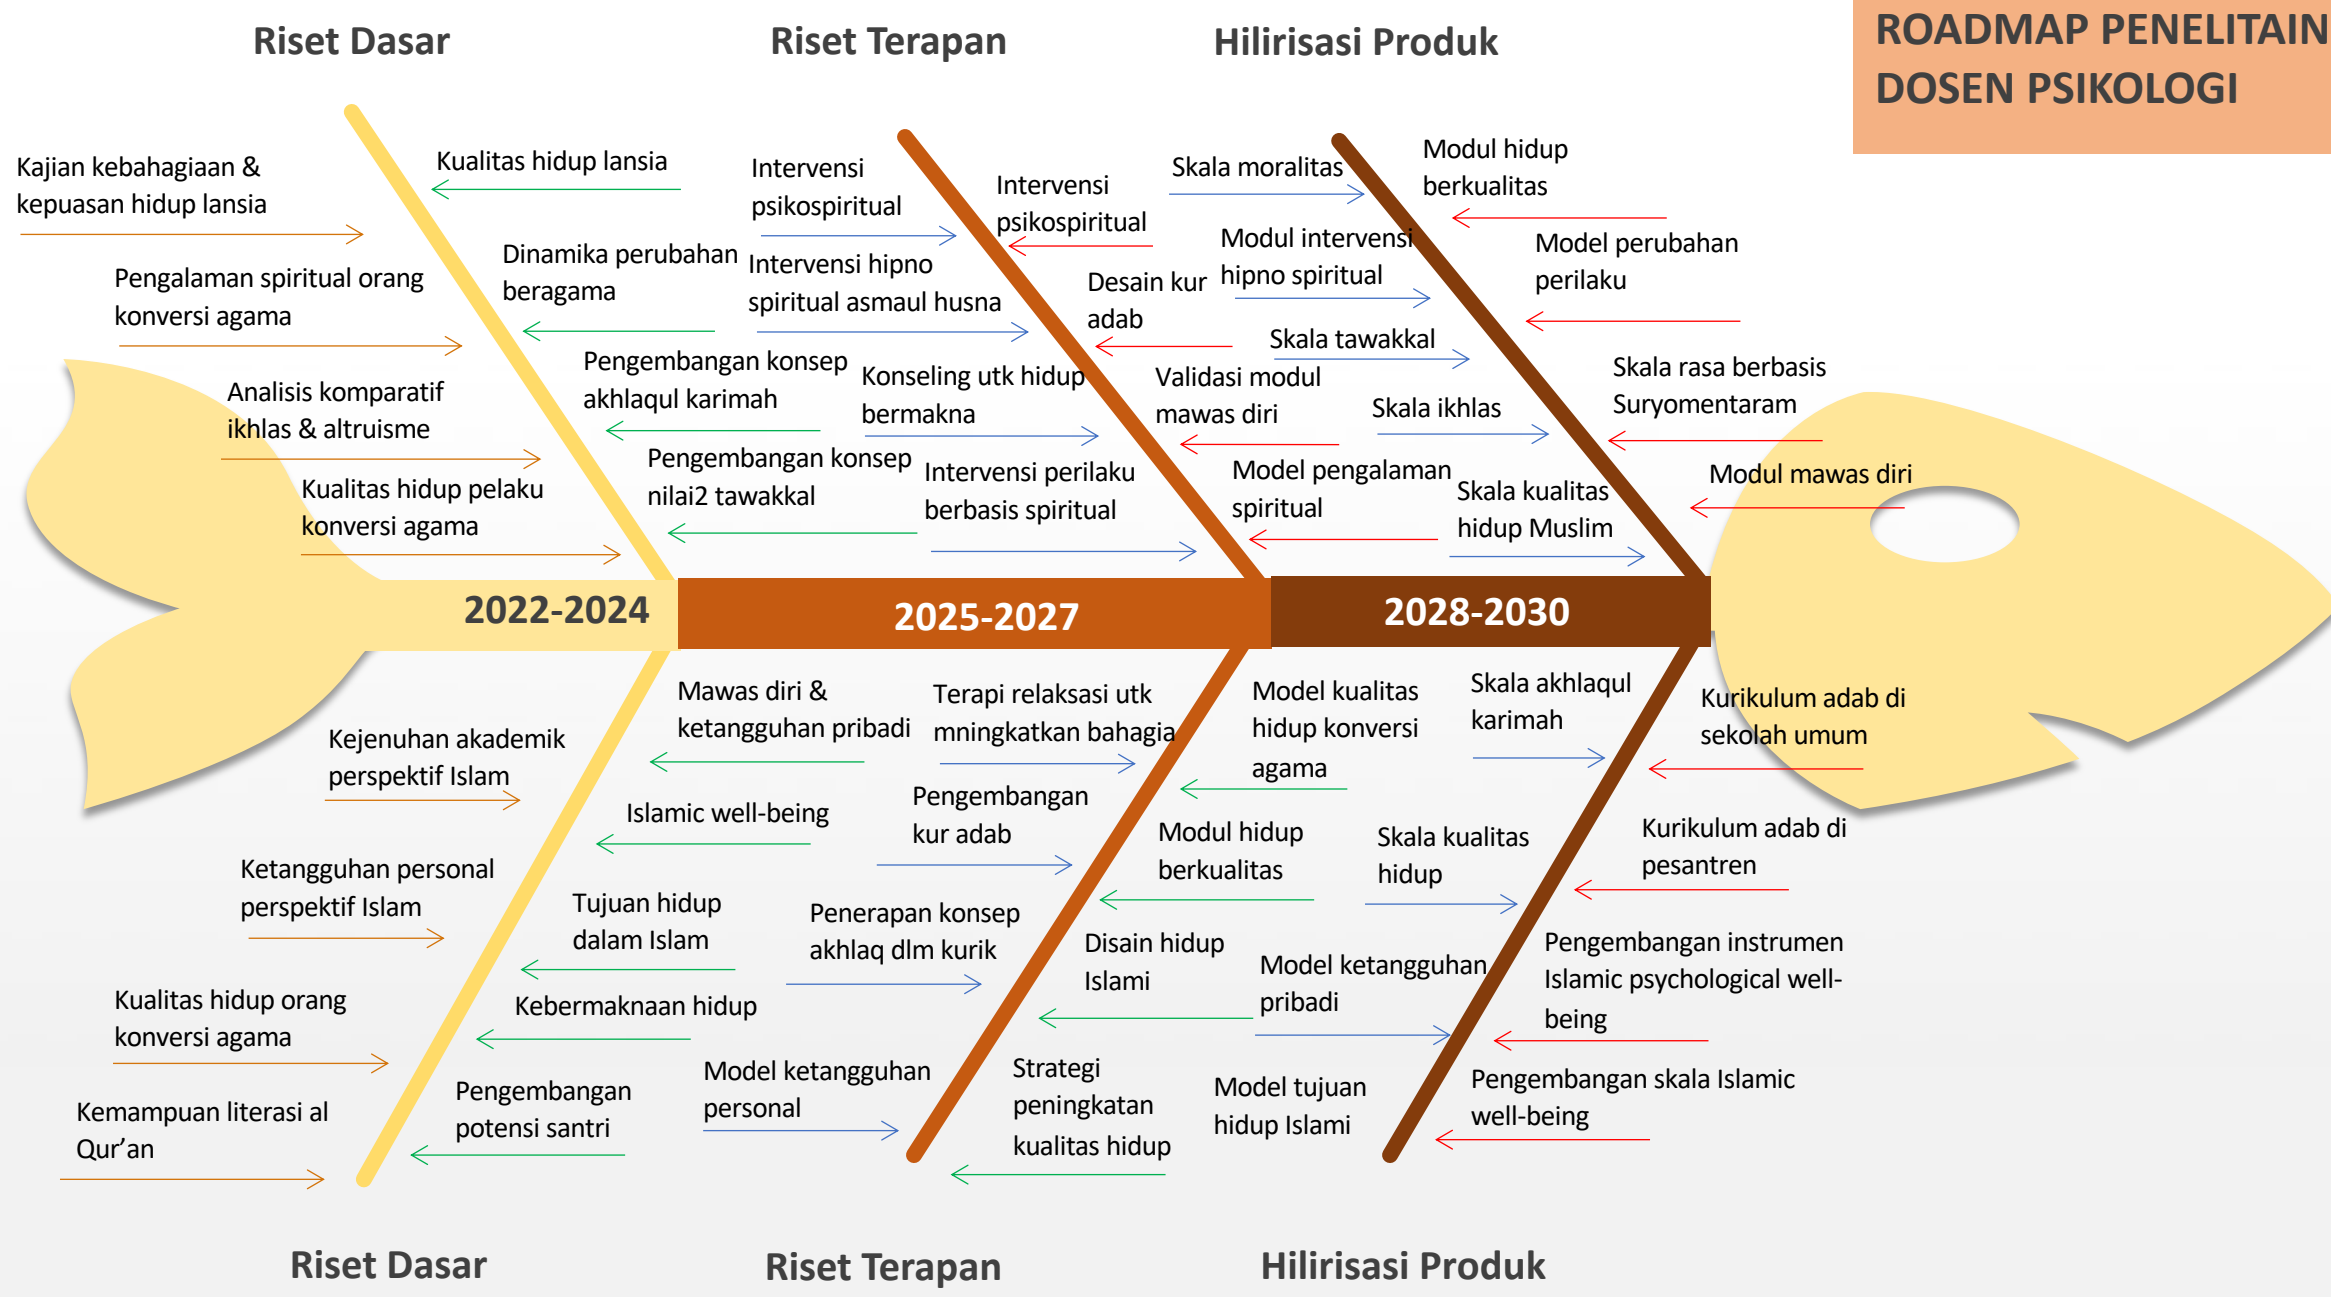 ROADMAP PENELITAIN
DOSEN PSIKOLOGI
Riset Dasar
Riset Terapan
Hilirisasi Produk
Kajian kebahagiaan &
kepuasan hidup lansia
Pengalaman spiritual orang
konversi agama
Analisis komparatif
ikhlas & altruisme
Kualitas hidup pelaku
konversi agama
Kualitas hidup lansia
Dinamika perubahan
beragama
Pengembangan konsep
akhlaqul karimah
Pengembangan konsep
nilai2 tawakkal
Intervensi
psikospiritual
Intervensi hipno
spiritual asmaul husna
Konseling utk hidup
bermakna
Intervensi perilaku
berbasis spiritual
Intervensi
psikospiritual
Desain kur
adab
Validasi modul
mawas diri
Model pengalaman
spiritual
Skala moralitas
Modul intervensi
hipno spiritual
Skala tawakkal
Skala ikhlas
Skala kualitas
hidup Muslim
Modul hidup
berkualitas
Model perubahan
perilaku
Skala rasa berbasis
Suryomentaram
Modul mawas diri
2022-2024
2025-2027
2028-2030
Kejenuhan akademik
perspektif Islam
Ketangguhan personal
perspektif Islam
Kualitas hidup orang
konversi agama
Kemampuan literasi al
Qur’an
Mawas diri &
ketangguhan pribadi
Islamic well-being
Tujuan hidup
dalam Islam
Kebermaknaan hidup
Pengembangan
potensi santri
Terapi relaksasi utk
mningkatkan bahagia
Pengembangan
kur adab
Penerapan konsep
akhlaq dlm kurik
Model ketangguhan
personal
Model kualitas
hidup konversi
agama
Modul hidup
berkualitas
Disain hidup
Islami
Strategi
peningkatan
kualitas hidup
Skala akhlaqul
karimah
Skala kualitas
hidup
Model ketangguhan
pribadi
Model tujuan
hidup Islami
Kurikulum adab di
sekolah umum
Kurikulum adab di
pesantren
Pengembangan instrumen
Islamic psychological well-
being
Pengembangan skala Islamic
well-being
Riset Dasar
Riset Terapan
Hilirisasi Produk